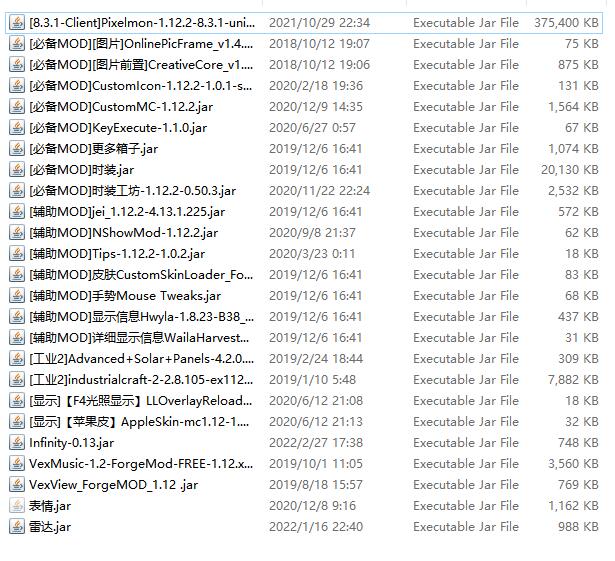 [8.3.1-Client]Pixelmon-1.12.2-8.3.1-uni... 2021/10/29 22:34 Executable Jar File 375,400 KB
[必备MOD][图片]OnlinePicFrame_v1.4.... 2018/10/12 19:07 Executable Jar File 75 KB
[必备MOD][图片前置]CreativeCore_v1.... 2018/10/12 19:06 Executable Jar File 875 KB
[必备MOD]CustomIcon-1.12.2-1.0.1-s... 2020/2/18 19:36 Executable Jar File 131 KB
[必备MOD]CustomMC-1.12.2.jar 2020/12/9 14:35 Executable Jar File 1,564 KB
[必备MOD]KeyExecute-1.1.0.jar 2020/6/27 0:57 Executable Jar File 67 KB
[必备MOD]更多箱子.jar 2019/12/6 16:41 Executable Jar File 1,074 KB
[必备MOD]时装.jar 2019/12/6 16:41 Executable Jar File 20,130 KB
[必备MOD]时装工坊-1.12.2-0.50.3.jar 2020/11/22 22:24 Executable Jar File 2,532 KB
[辅助MOD]jei_1.12.2-4.13.1.225.jar 2019/12/6 16:41 Executable Jar File 572 KB
[辅助MOD]NShowMod-1.12.2.jar 2020/9/8 21:37 Executable Jar File 62 KB
[辅助MOD]Tips-1.12.2-1.0.2.jar 2020/3/23 0:11 Executable Jar File 18 KB
[辅助MOD]皮肤CustomSkinLoader_Fo... 2019/12/6 16:41 Executable Jar File 83 KB
[辅助MOD]手势Mouse Tweaks.jar 2019/12/6 16:41 Executable Jar File 68 KB
[辅助MOD]显示信息Hwyla-1.8.23-B38_... 2019/12/6 16:41 Executable Jar File 437 KB
[辅助MOD]详细显示信息WailaHarvest... 2019/12/6 16:41 Executable Jar File 31 KB
[工业2]Advanced+Solar+Panels-4.2.0.... 2019/2/24 18:44 Executable Jar File 309 KB
[工业2]industrialcraft-2-2.8.105-ex112... 2019/1/10 5:48 Executable Jar File 7,882 KB
[显示]【F4光照显示】LLOverlayReload... 2020/6/12 21:08 Executable Jar File 18 KB
[显示]【苹果皮】AppleSkin-mc1.12-1.... 2020/6/12 21:13 Executable Jar File 32 KB
Infinity-0.13.jar 2022/2/27 17:38 Executable Jar File 748 KB
VexMusic-1.2-ForgeMod-FREE-1.12.x... 2019/10/1 11:05 Executable Jar File 3,560 KB
VexView_ForgeMOD_1.12 .jar 2019/8/18 15:57 Executable Jar File 769 KB
表情.jar 2020/12/8 9:16 Executable Jar File 1,162 KB
雷达.jar 2022/1/16 22:40 Executable Jar File 988 KB